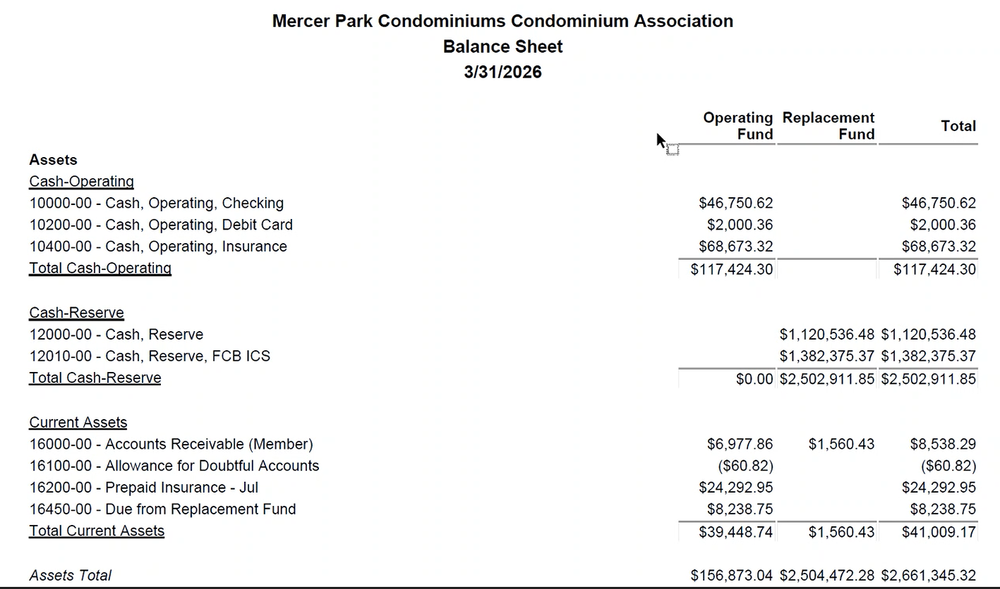 Mercer Park Condominiums Condominium Association
Balance Sheet
3/31/2026
Operating Fund Replacement Fund Total
Assets
Cash-Operating
10000-00 - Cash, Operating, Checking $46,750.62 $46,750.62
10200-00 - Cash, Operating, Debit Card $2,000.36 $2,000.36
10400-00 - Cash, Operating, Insurance $68,673.32 $68,673.32
Total Cash-Operating $117,424.30 $117,424.30
Cash-Reserve
12000-00 - Cash, Reserve $1,120,536.48 $1,120,536.48
12010-00 - Cash, Reserve, FCB ICS $1,382,375.37 $1,382,375.37
Total Cash-Reserve $0.00 $2,502,911.85 $2,502,911.85
Current Assets
16000-00 - Accounts Receivable (Member) $6,977.86 $1,560.43 $8,538.29
16100-00 - Allowance for Doubtful Accounts ($60.82) ($60.82)
16200-00 - Prepaid Insurance - Jul $24,292.95 $24,292.95
16450-00 - Due from Replacement Fund $8,238.75 $8,238.75
Total Current Assets $39,448.74 $1,560.43 $41,009.17
Assets Total $156,873.04 $2,504,472.28 $2,661,345.32